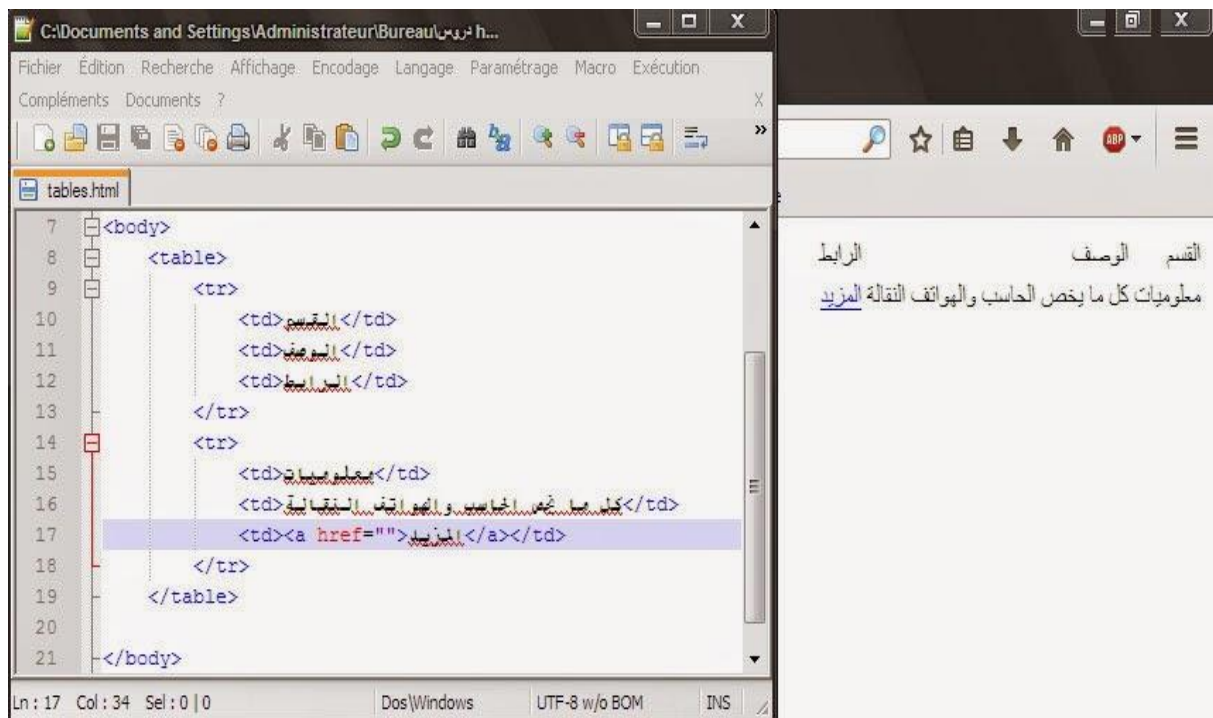 C:\Documents and Settings\Administrateur\Bureau\دروس h...
Fichier Édition Recherche Affichage Encodage Langage Paramétrage Macro Exécution
Compléments Documents ? X
tables.html
7 <body>
8 <table>
9 <tr>
10 <td>القسم</td>
11 <td>الوصف</td>
12 <td>الرابط</td>
13 </tr>
14 <tr>
15 <td>معلوميات</td>
16 <td>كل ما يخص الحاسب والهواتف النقالة</td>
17 <td><a href="">المزيد</a></td>
18 </tr>
19 </table>
20
21 </body>
Ln : 17 Col : 34 Sel : 0 | 0 Dos\Windows UTF-8 w/o BOM INS
ABP
القسم الوصف الرابط
معلوميات كل ما يخص الحاسب والهواتف النقالة المزيد